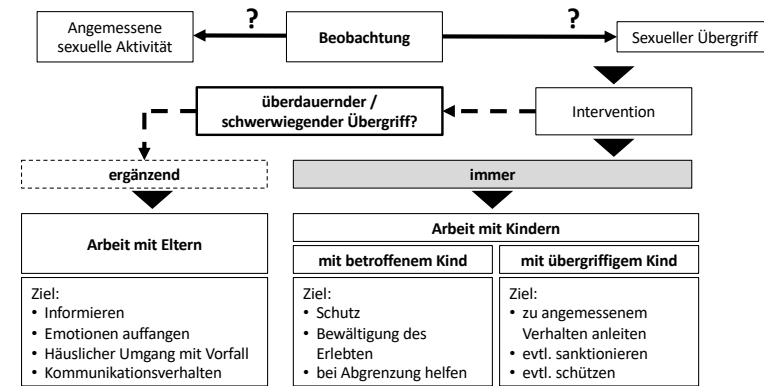 Angemessene
sexuelle Aktivität
?
Beobachtung
?
Sexueller Übergriff
überdauernder /
schwerwiegender Übergriff?
Intervention
ergänzend
immer
Arbeit mit Eltern
Arbeit mit Kindern
mit betroffenem Kind
mit übergriffigem Kind
Ziel:
• Informieren
• Emotionen auffangen
• Häuslicher Umgang mit Vorfall
• Kommunikationsverhalten
Ziel:
• Schutz
• Bewältigung des
Erlebten
• bei Abgrenzung helfen
Ziel:
• zu angemessenem
Verhalten anleiten
• evtl. sanktionieren
• evtl. schützen